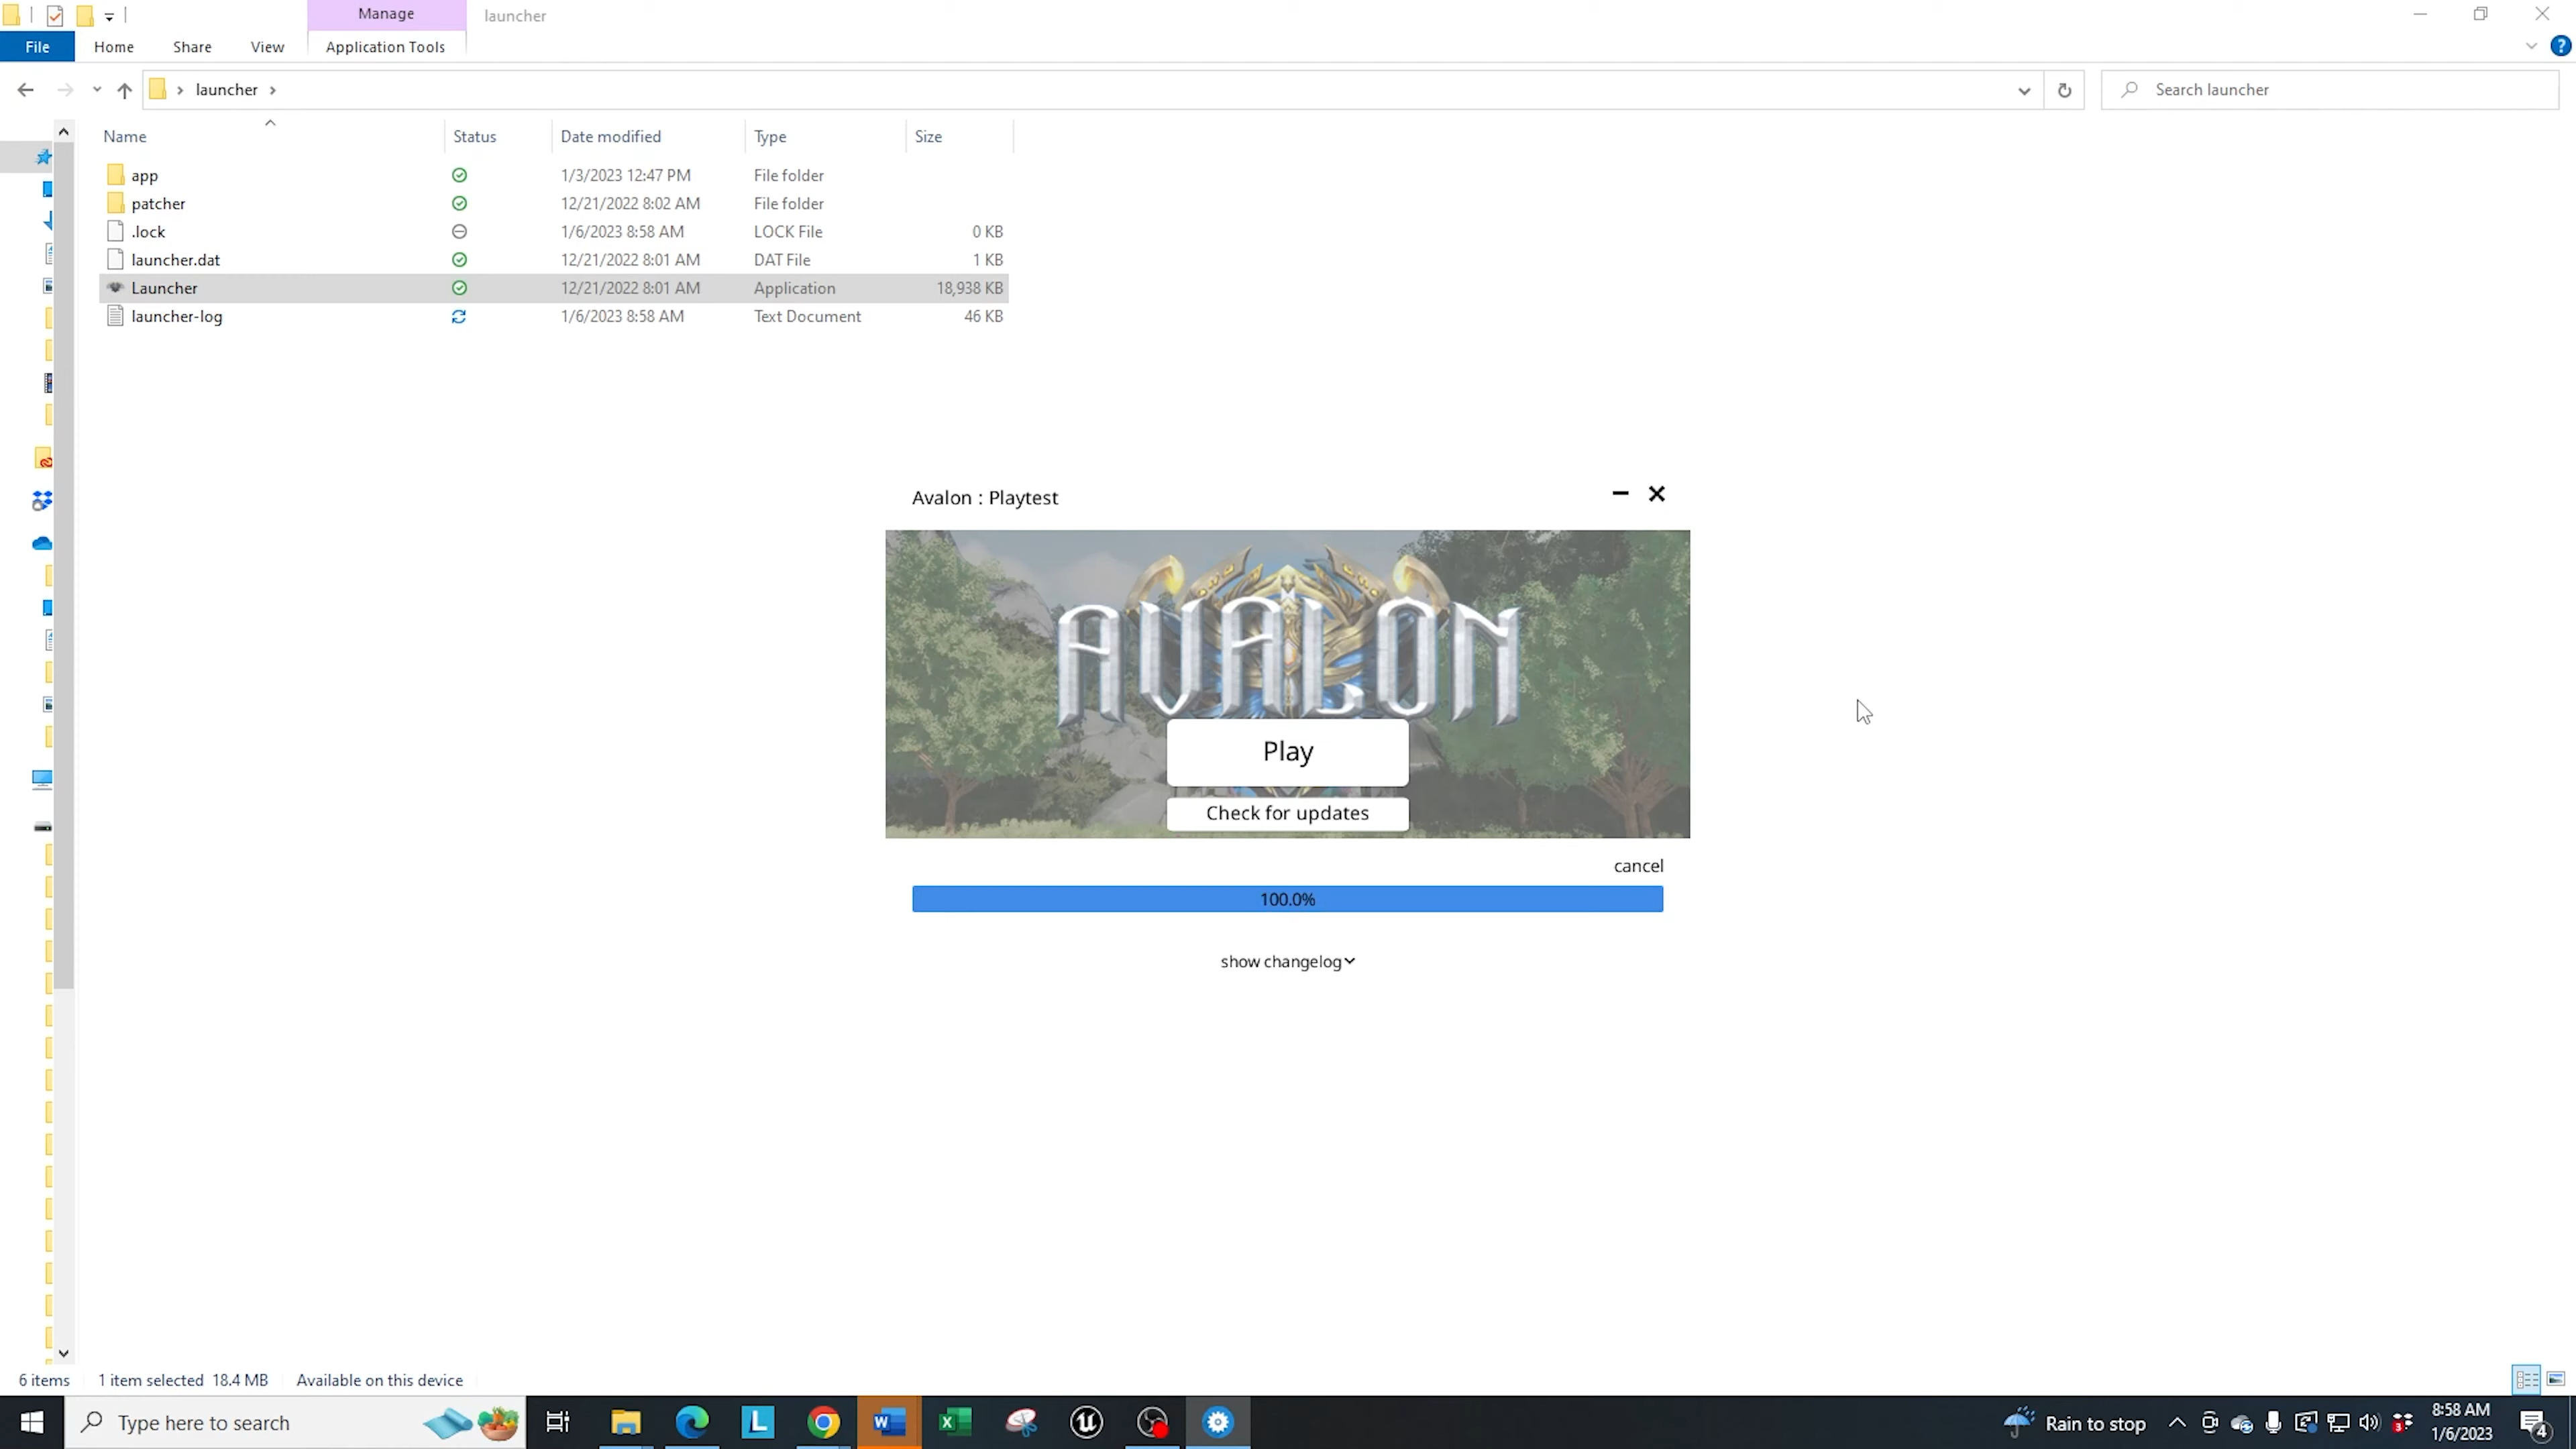 Manage
launcher
File
Home
Share
View
Application Tools
?
launcher
Search launcher
Name
Status
Date modified
Type
Size
app
1/3/2023 12:47 PM
File folder
patcher
12/21/2022 8:02 AM
File folder
.lock
1/6/2023 8:58 AM
LOCK File
0 KB
launcher.dat
12/21/2022 8:01 AM
DAT File
1 KB
Launcher
12/21/2022 8:01 AM
Application
18,938 KB
launcher-log
1/6/2023 8:58 AM
Text Document
46 KB
Avalon : Playtest
AVALON
Play
Check for updates
cancel
100.0%
show changelog
6 items
1 item selected 18.4 MB
Available on this device
Type here to search
L
W
X
U
Rain to stop
3
8:58 AM
1/6/2023
4